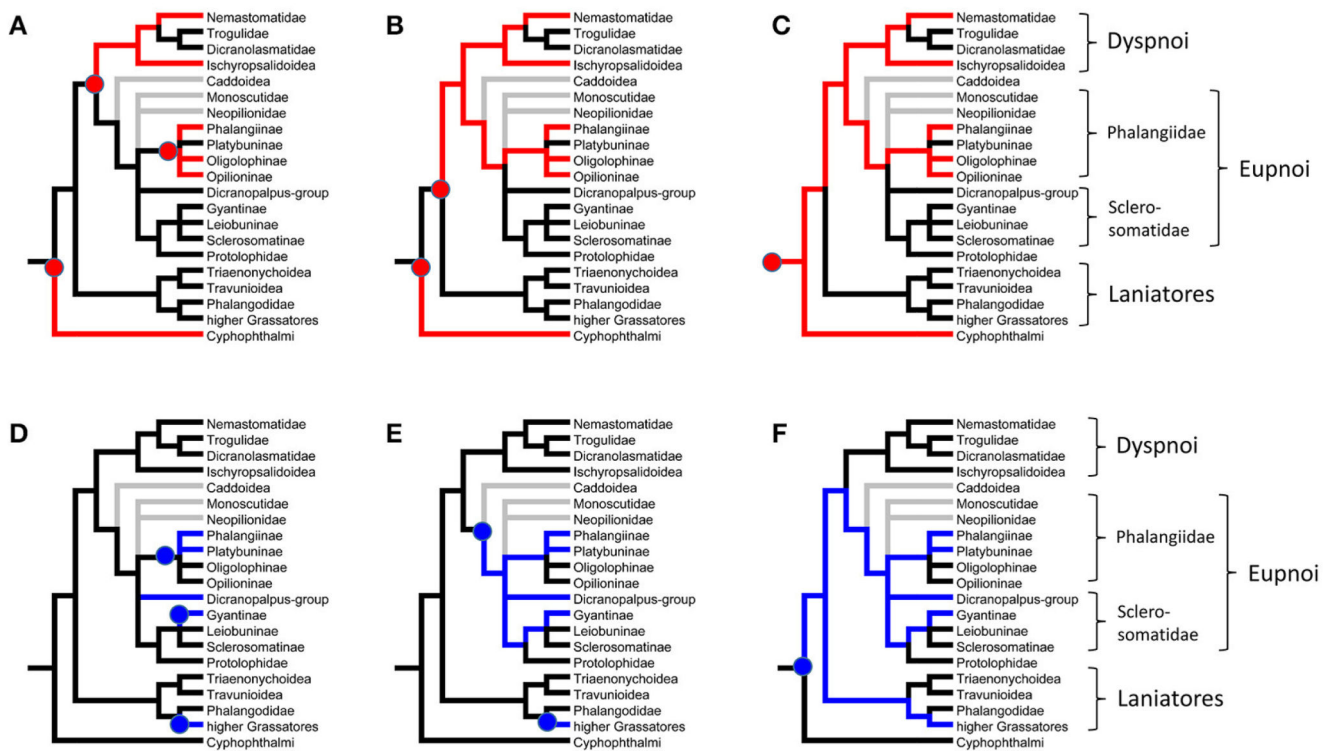 A
Nemastomatidae
Trogulidae
Dicranolasmatidae
Ischyropsalidoidea
Caddoidea
Monoscutidae
Neopilionidae
Phalangiinae
Platybuninae
Oligolophinae
Opilioninae
Dicranopalpus-group
Gyantinae
Leiobuninae
Sclerosomatinae
Protolophidae
Triaenonychoidea
Travunioidea
Phalangodidae
higher Grassatores
Cyphophthalmi
B
Nemastomatidae
Trogulidae
Dicranolasmatidae
Ischyropsalidoidea
Caddoidea
Monoscutidae
Neopilionidae
Phalangiinae
Platybuninae
Oligolophinae
Opilioninae
Dicranopalpus-group
Gyantinae
Leiobuninae
Sclerosomatinae
Protolophidae
Triaenonychoidea
Travunioidea
Phalangodidae
higher Grassatores
Cyphophthalmi
C
Nemastomatidae
Trogulidae
Dicranolasmatidae
Ischyropsalidoidea
Caddoidea
Monoscutidae
Neopilionidae
Phalangiinae
Platybuninae
Oligolophinae
Opilioninae
Dicranopalpus-group
Gyantinae
Leiobuninae
Sclerosomatinae
Protolophidae
Triaenonychoidea
Travunioidea
Phalangodidae
higher Grassatores
Cyphophthalmi
Dyspnoi
Phalangiidae
Eupnoi
Sclero-
somatidae
Laniatores
D
Nemastomatidae
Trogulidae
Dicranolasmatidae
Ischyropsalidoidea
Caddoidea
Monoscutidae
Neopilionidae
Phalangiinae
Platybuninae
Oligolophinae
Opilioninae
Dicranopalpus-group
Gyantinae
Leiobuninae
Sclerosomatinae
Protolophidae
Triaenonychoidea
Travunioidea
Phalangodidae
higher Grassatores
Cyphophthalmi
E
Nemastomatidae
Trogulidae
Dicranolasmatidae
Ischyropsalidoidea
Caddoidea
Monoscutidae
Neopilionidae
Phalangiinae
Platybuninae
Oligolophinae
Opilioninae
Dicranopalpus-group
Gyantinae
Leiobuninae
Sclerosomatinae
Protolophidae
Triaenonychoidea
Travunioidea
Phalangodidae
higher Grassatores
Cyphophthalmi
F
Nemastomatidae
Trogulidae
Dicranolasmatidae
Ischyropsalidoidea
Caddoidea
Monoscutidae
Neopilionidae
Phalangiinae
Platybuninae
Oligolophinae
Opilioninae
Dicranopalpus-group
Gyantinae
Leiobuninae
Sclerosomatinae
Protolophidae
Triaenonychoidea
Travunioidea
Phalangodidae
higher Grassatores
Cyphophthalmi
Dyspnoi
Phalangiidae
Eupnoi
Sclero-
somatidae
Laniatores